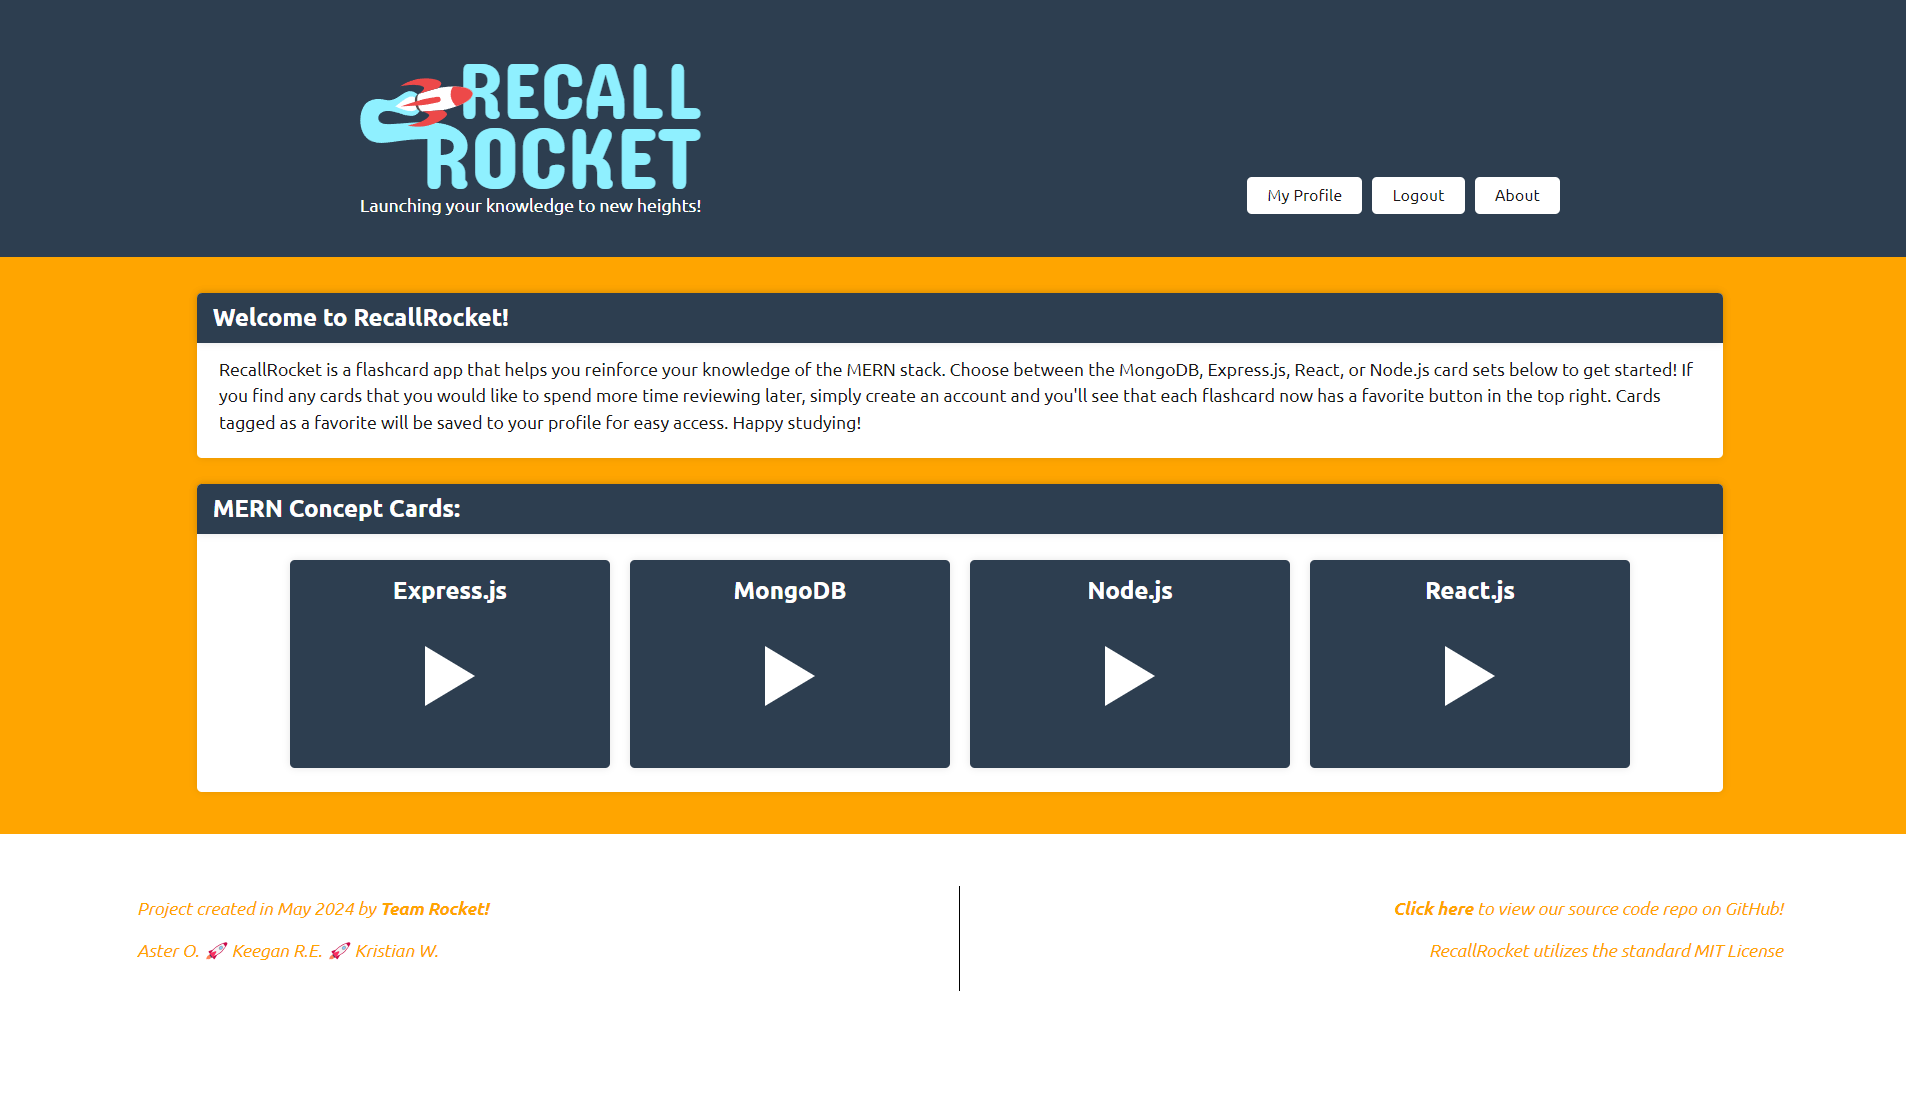 RECALL
ROCKET
Launching your knowledge to new heights!
My Profile
Logout
About
Welcome to RecallRocket!
RecallRocket is a flashcard app that helps you reinforce your knowledge of the MERN stack. Choose between the MongoDB, Express.js, React, or Node.js card sets below to get started! If
you find any cards that you would like to spend more time reviewing later, simply create an account and you'll see that each flashcard now has a favorite button in the top right. Cards
tagged as a favorite will be saved to your profile for easy access. Happy studying!
MERN Concept Cards:
Express.js
MongoDB
Node.js
React.js
Project created in May 2024 by Team Rocket!
Aster O. 🚀 Keegan R.E. 🚀 Kristian W.
Click here to view our source code repo on GitHub!
RecallRocket utilizes the standard MIT License